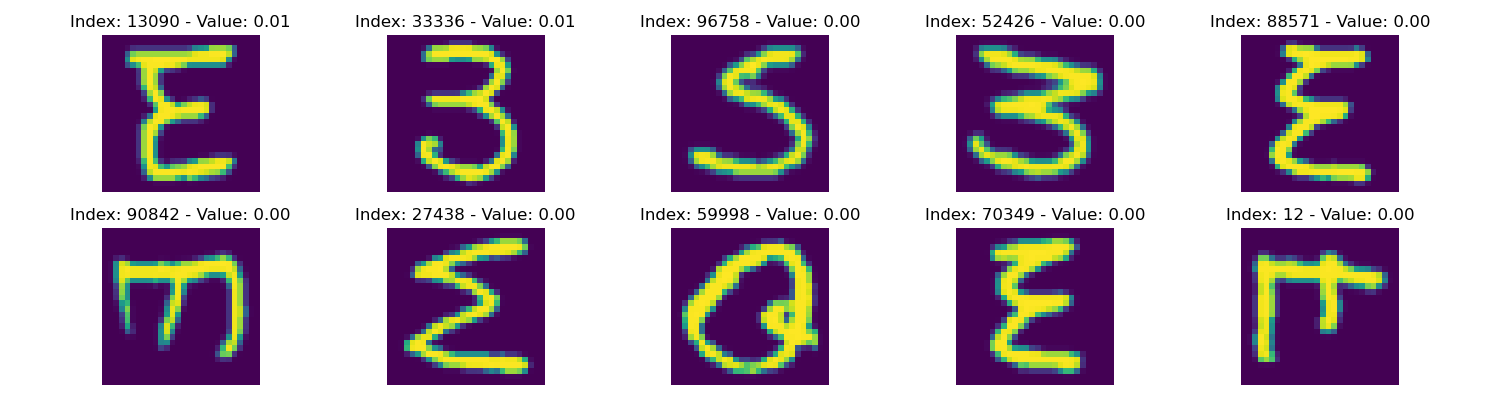 Index: 13090 - Value: 0.01 Index: 33336 - Value: 0.01 Index: 96758 - Value: 0.00 Index: 52426 - Value: 0.00 Index: 88571 - Value: 0.00
E 3 S 3
Index: 90842 - Value: 0.00 Index: 27438 - Value: 0.00 Index: 59998 - Value: 0.00 Index: 70349 - Value: 0.00 Index: 12 - Value: 0.00
Q